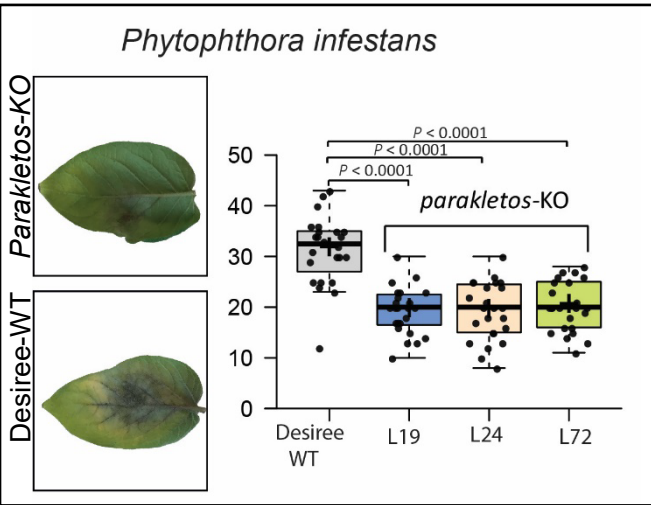 Phytophthora infestans
Parakletos-KO
Desiree-WT
P < 0.0001
P < 0.0001
P < 0.0001
parakletos-KO
50
40
30
20
10
0
Desiree
WT
L19
L24
L72